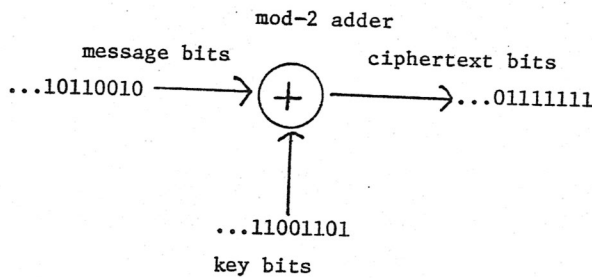 mod-2 adder
message bits
ciphertext bits
...10110010
+
...01111111
...11001101
key bits